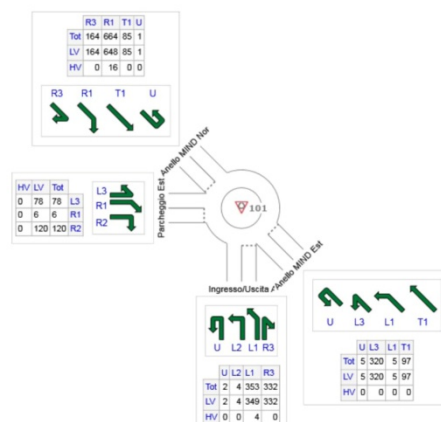 R3 R1 T1 U
Tot 164 664 85 1
LV 164 648 85 1
HV 0 16 0 0
R3 R1 T1 U
Anello MIND Nor
HV LV Tot
0 78 78 L3
0 6 6 R1
0 120 120 R2
L3
R1
R2
Parcheggio Est
101
Anello MIND Est
Ingresso/Uscita
U L2 L1 R3
U L2 L1 R3
Tot 2 4 353 332
LV 2 4 349 332
HV 0 0 4 0
U L3 L1 T1
U L3 L1 T1
Tot 5 320 5 97
LV 5 320 5 97
HV 0 0 0 0